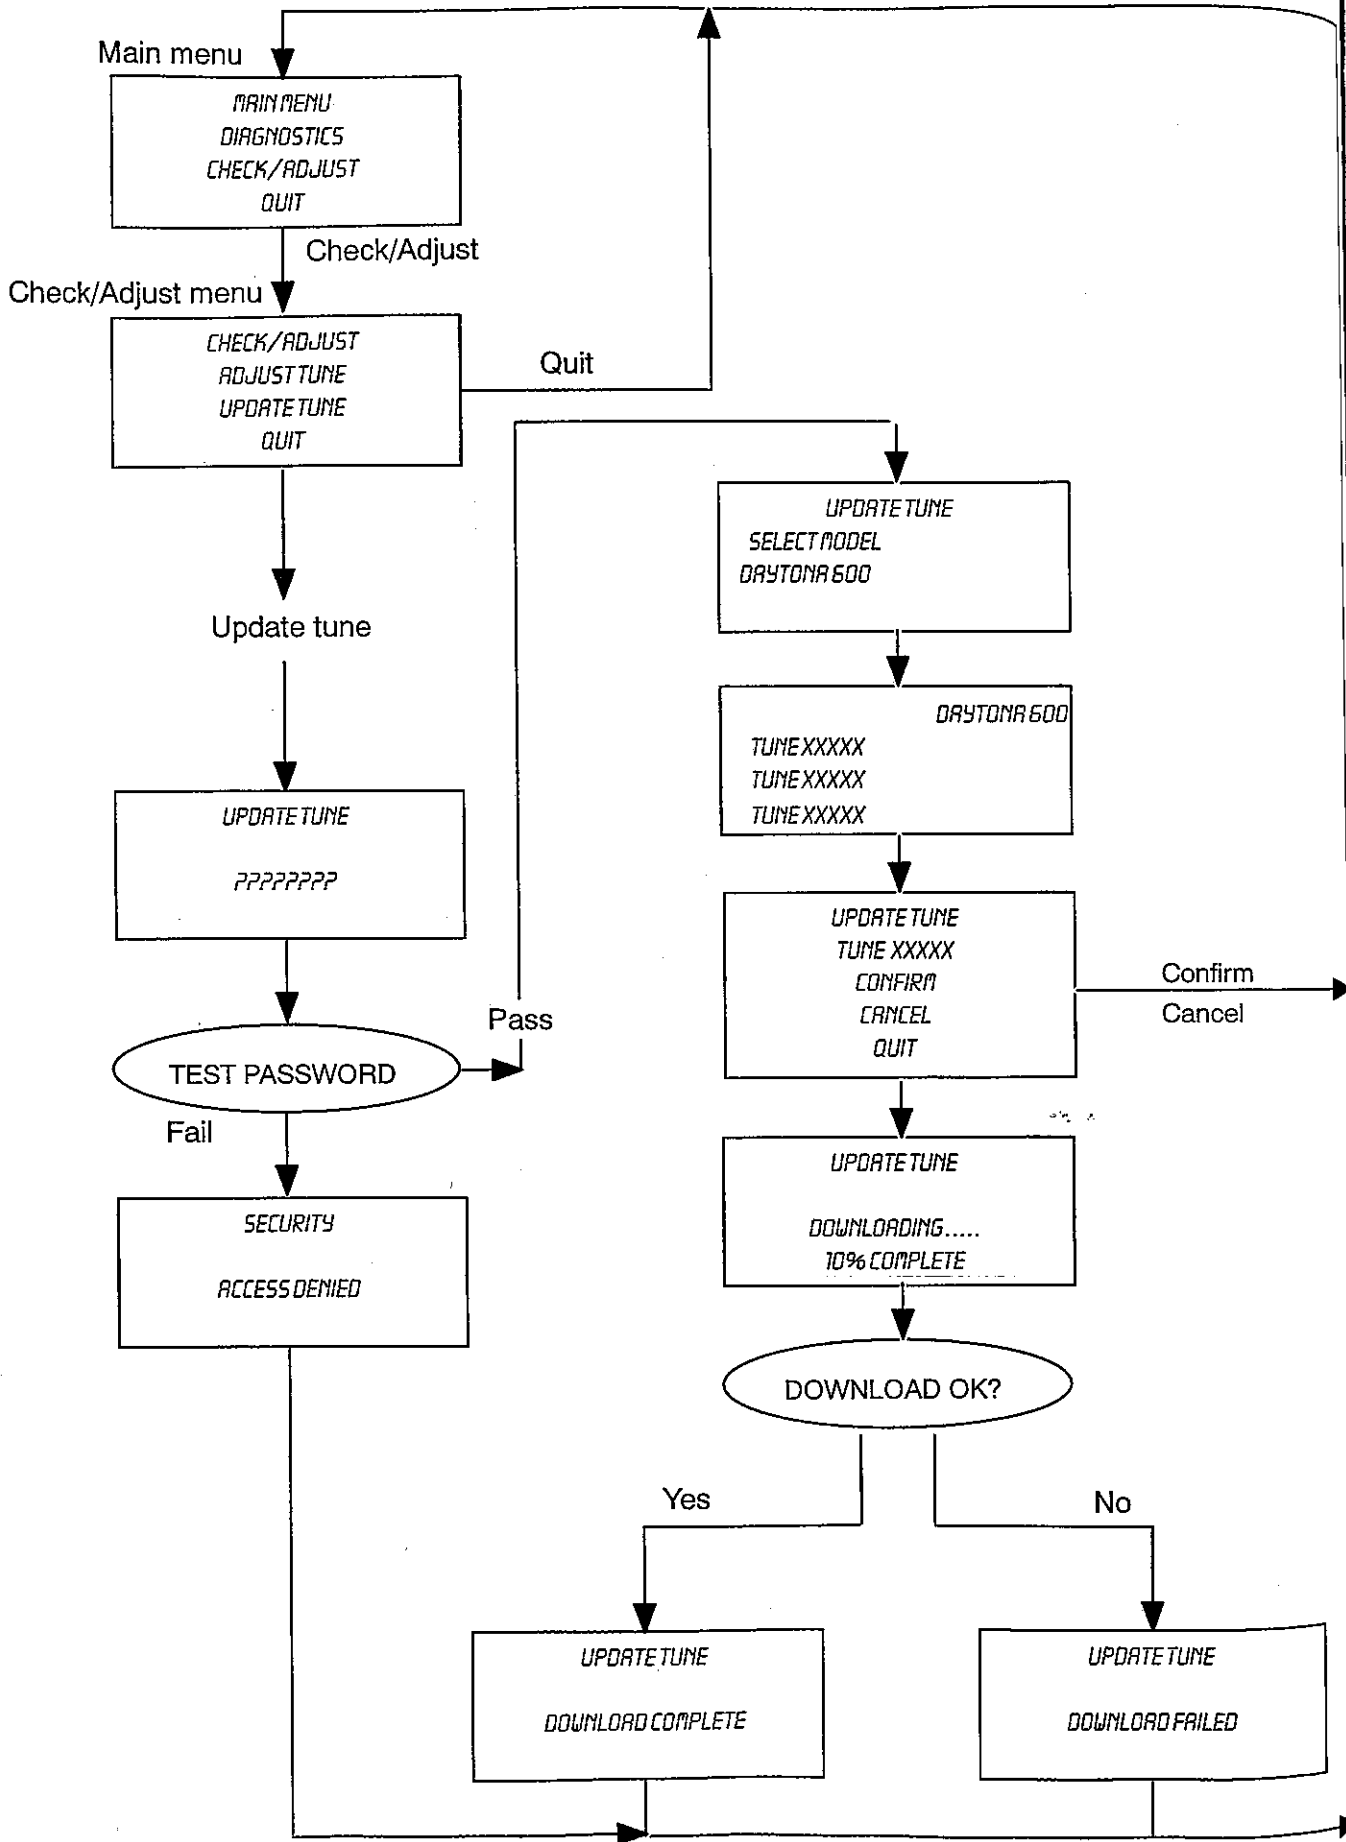 Main menu
MAIN MENU
DIAGNOSTICS
CHECK/ADJUST
QUIT
Check/Adjust
Check/Adjust menu
CHECK/ADJUST
ADJUST TUNE
UPDATE TUNE
QUIT
Quit
Update tune
UPDATE TUNE
????????
TEST PASSWORD
Pass
Fail
SECURITY
ACCESS DENIED
UPDATE TUNE
SELECT MODEL
DAYTONA 600
DAYTONA 600
TUNE XXXXX
TUNE XXXXX
TUNE XXXXX
UPDATE TUNE
TUNE XXXXX
CONFIRM
CANCEL
QUIT
Confirm
Cancel
UPDATE TUNE
DOWNLOADING.....
10% COMPLETE
DOWNLOAD OK?
Yes
No
UPDATE TUNE
DOWNLOAD COMPLETE
UPDATE TUNE
DOWNLOAD FAILED